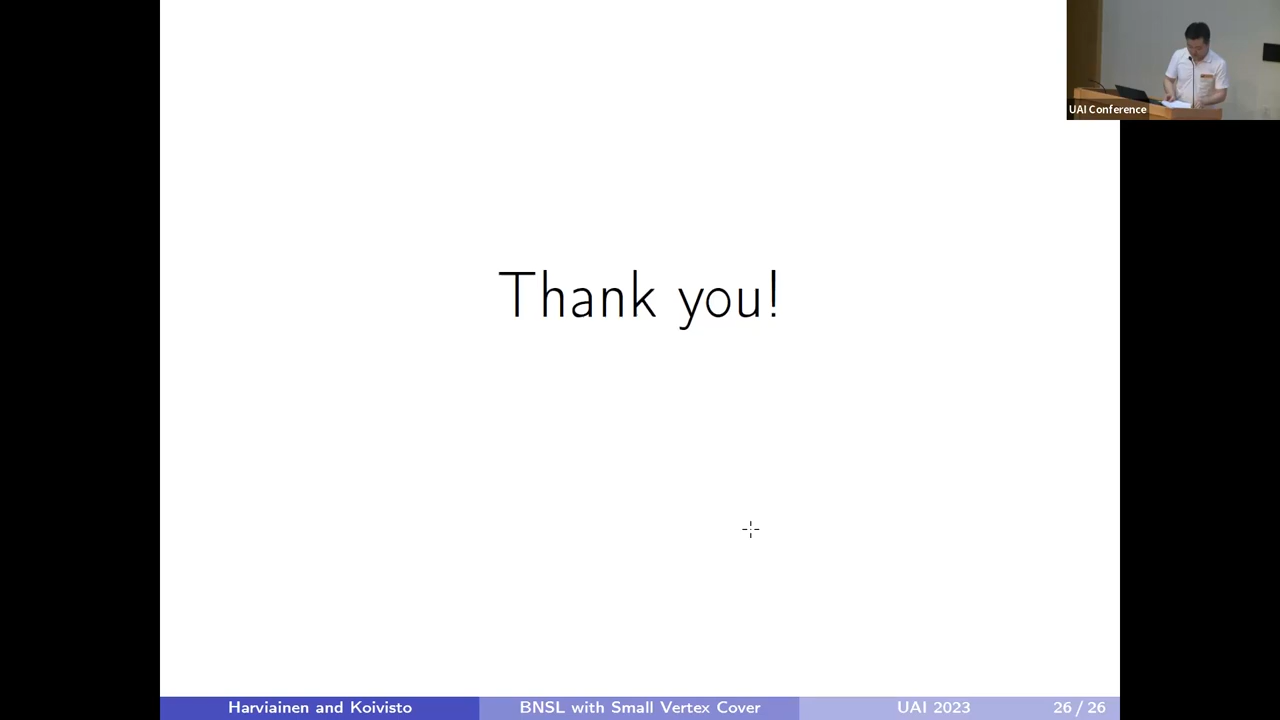 UAI Conference
Thank you!
Harviainen and Koivisto
BNSL with Small Vertex Cover
UAI 2023
26 / 26